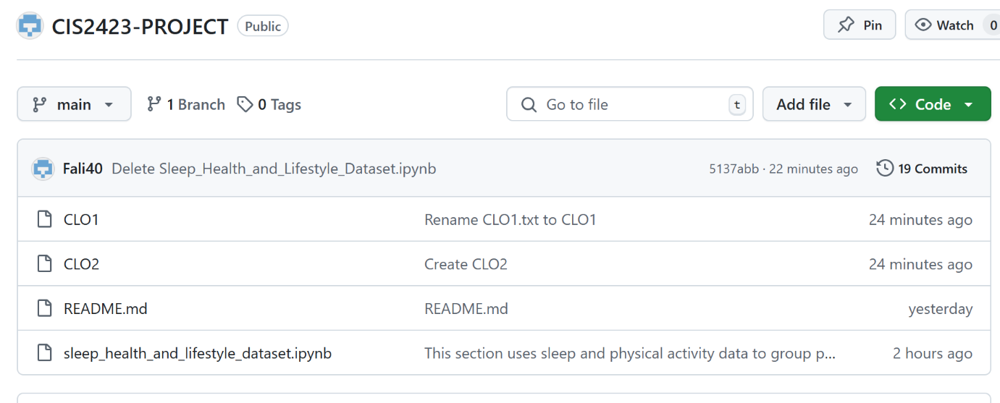 CIS2423-PROJECT Public Pin Watch 0
main 1 Branch 0 Tags Go to file t Add file Code
Fali40 Delete Sleep_Health_and_Lifestyle_Dataset.ipynb 5137abb · 22 minutes ago 19 Commits
CLO1 Rename CLO1.txt to CLO1 24 minutes ago
CLO2 Create CLO2 24 minutes ago
README.md README.md yesterday
sleep_health_and_lifestyle_dataset.ipynb This section uses sleep and physical activity data to group p... 2 hours ago